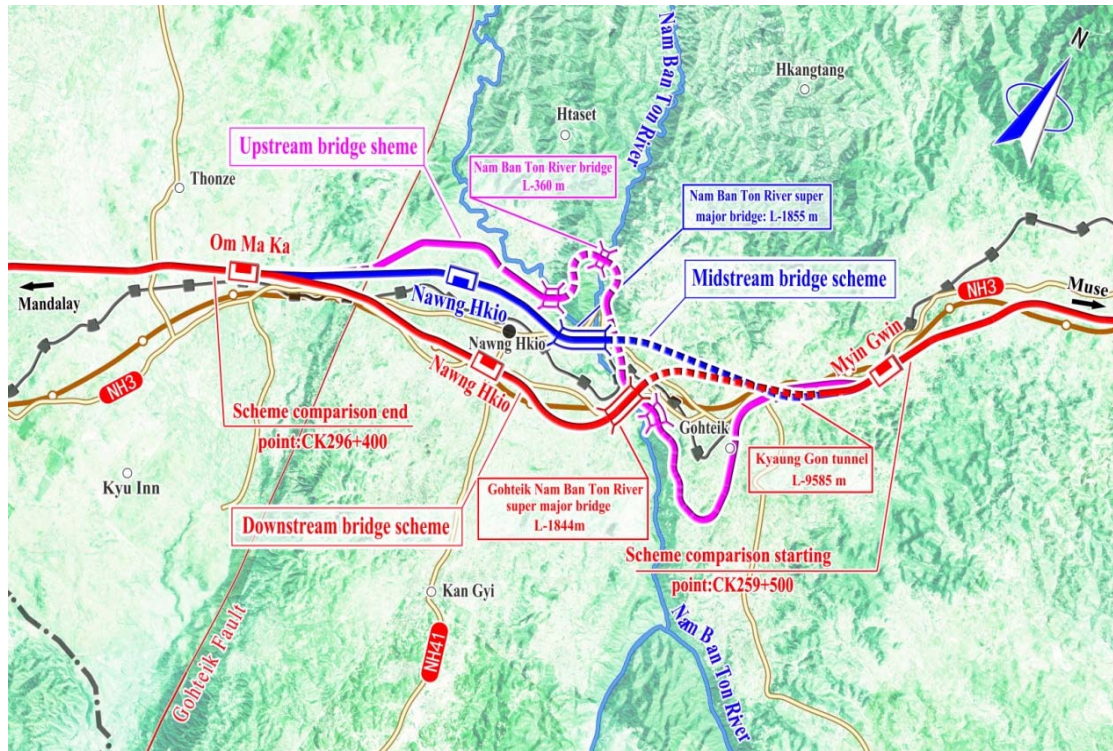 N
Nam Ban Ton River
Hkangtang
Htaset
Upstream bridge sheme
Nam Ban Ton River bridge
L-360 m
Nam Ban Ton River super
major bridge: L-1855 m
Thonze
Om Ma Ka
Midstream bridge scheme
Mandalay
Nawng Hkio
NH3
Muse
Nawng Hkio
Myin Gwin
Nawng Hkio
NH3
Scheme comparison end
point:CK296+400
Gohteik
Kyaung Gon tunnel
L-9585 m
Kyu Inn
Gohteik Nam Ban Ton River
super major bridge
L-1844m
Downstream bridge scheme
Scheme comparison starting
point:CK259+500
Kan Gyi
NH41
Gohteik Fault
Nam Ban Ton River